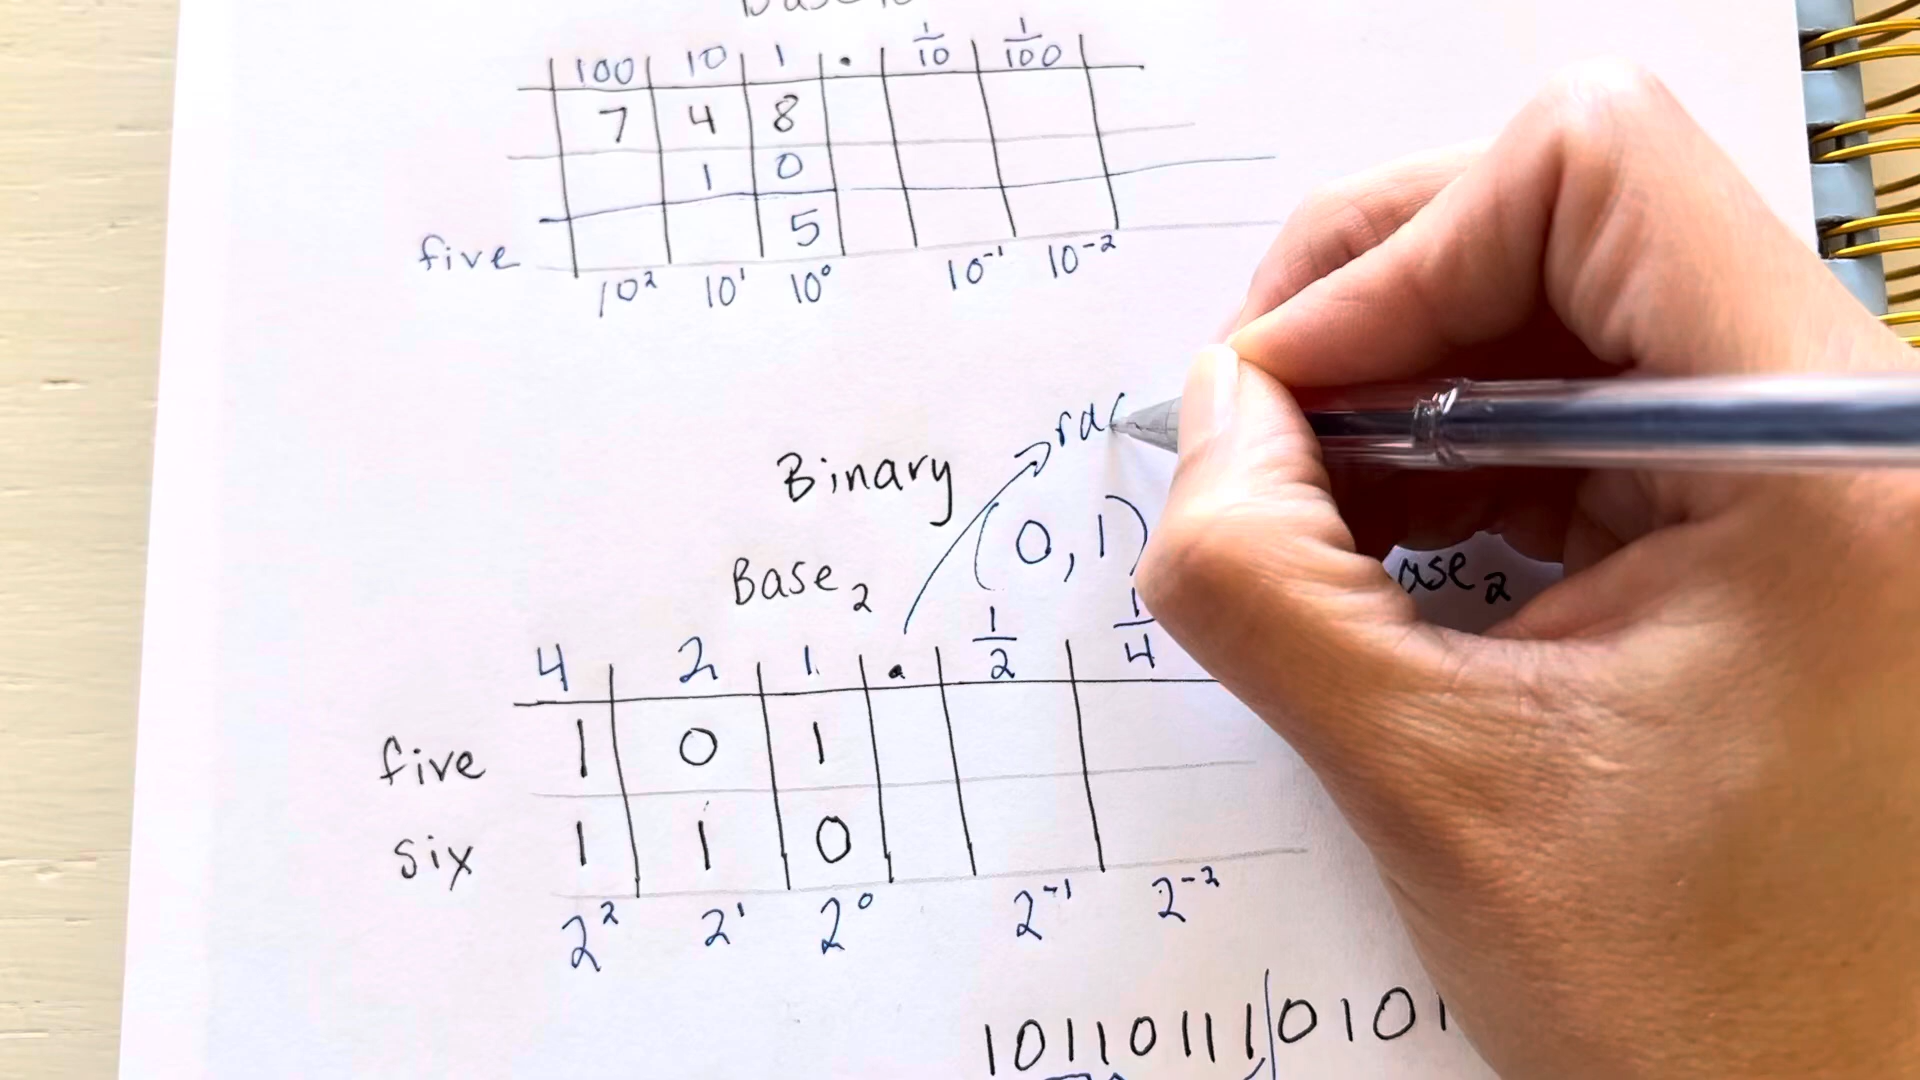 100 10 1 . 1/10 1/100
7 4 8
1 0
five 5
10² 10¹ 10⁰ 10⁻¹ 10⁻²
Binary
(0, 1)
Base₂
4 2 1 . 1/2 1/4
five 1 0 1
six 1 1 0
2² 2¹ 2⁰ 2⁻¹ 2⁻²
10110111|0101